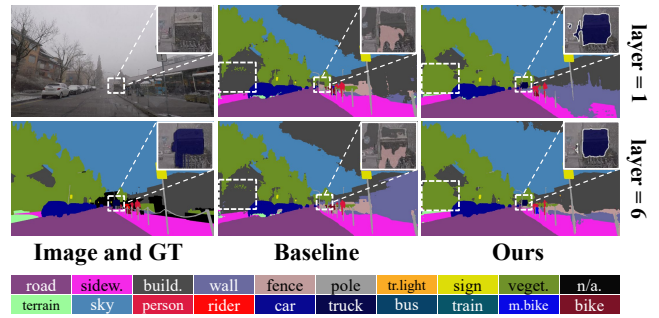 layer = 1
layer = 6
Image and GT Baseline Ours
road sidew. build. wall fence pole tr.light sign veget. n/a.
terrain sky person rider car truck bus train m.bike bike